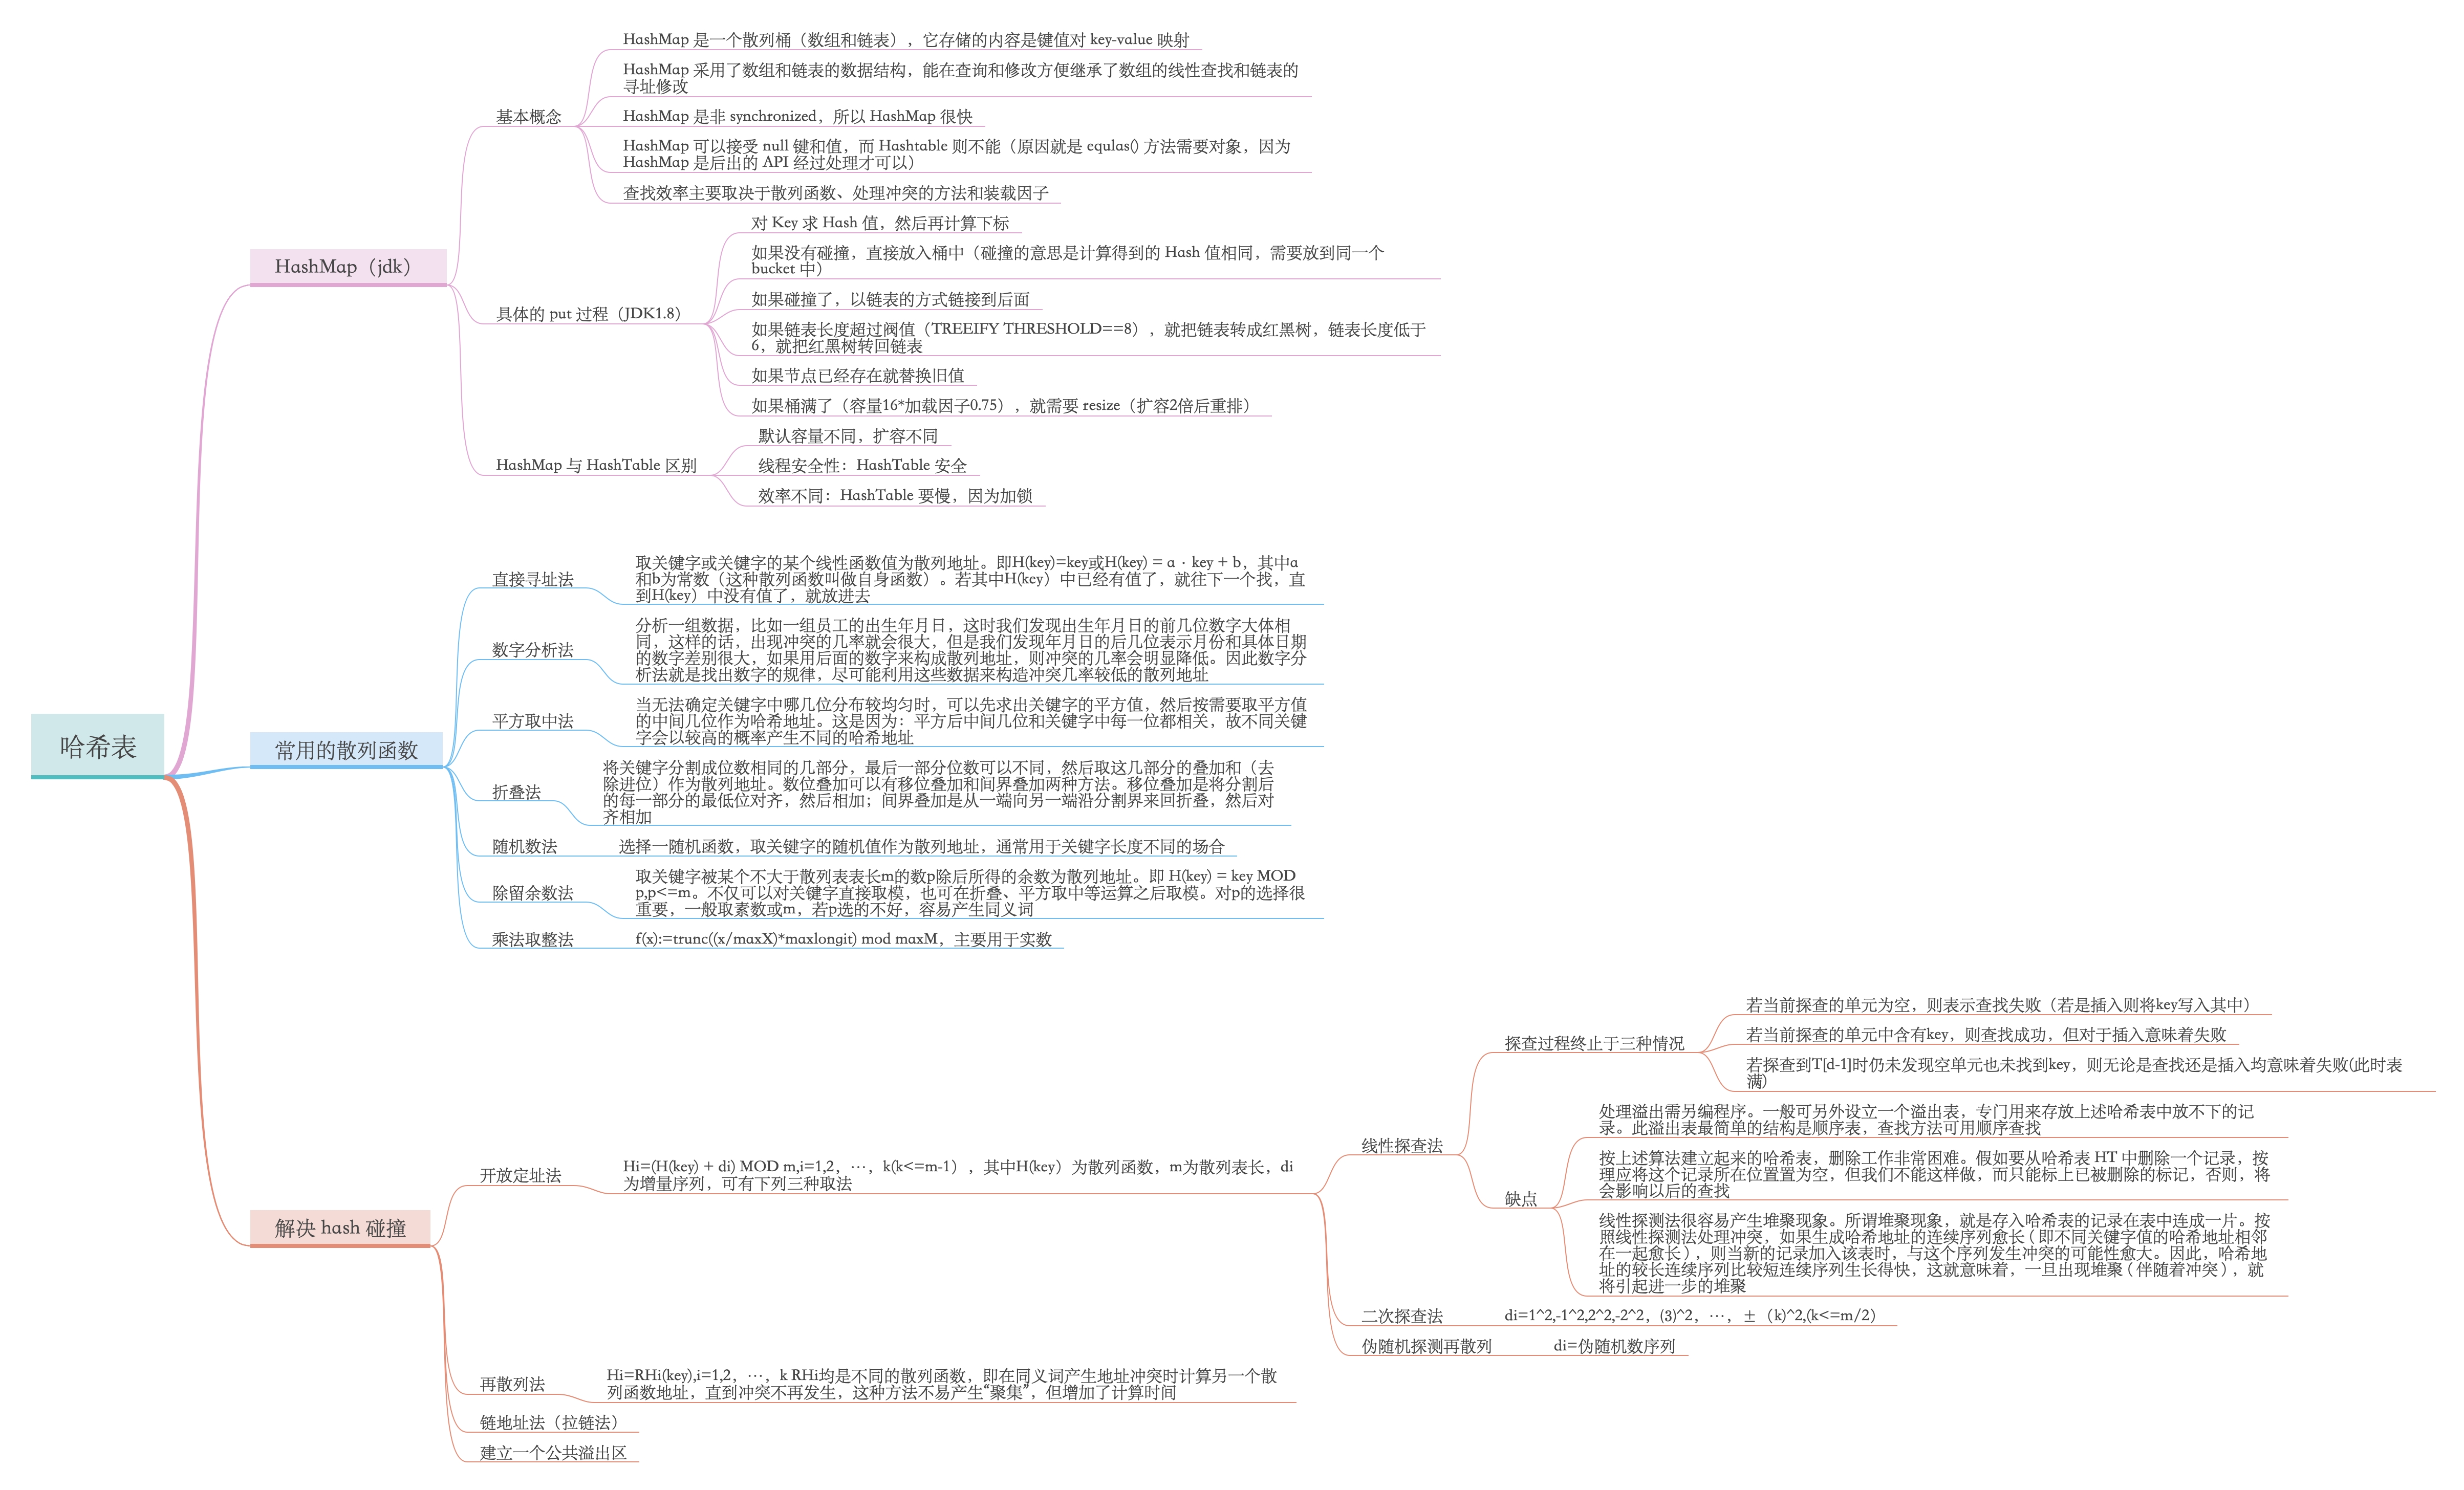 哈希表
HashMap（jdk）
基本概念
HashMap 是一个散列桶（数组和链表），它存储的内容是键值对 key-value 映射
HashMap 采用了数组和链表的数据结构，能在查询和修改方便继承了数组的线性查找和链表的
寻址修改
HashMap 是非 synchronized，所以 HashMap 很快
HashMap 可以接受 null 键和值，而 Hashtable 则不能（原因就是 equlas() 方法需要对象，因为
HashMap 是后出的 API 经过处理才可以）
查找效率主要取决于散列函数、处理冲突的方法和装载因子
具体的 put 过程（JDK1.8）
对 Key 求 Hash 值，然后再计算下标
如果没有碰撞，直接放入桶中（碰撞的意思是计算得到的 Hash 值相同，需要放到同一个
bucket 中）
如果碰撞了，以链表的方式链接到后面
如果链表长度超过阀值（TREEIFY THRESHOLD==8），就把链表转成红黑树，链表长度低于
6，就把红黑树转回链表
如果节点已经存在就替换旧值
如果桶满了（容量16*加载因子0.75），就需要 resize（扩容2倍后重排）
HashMap 与 HashTable 区别
默认容量不同，扩容不同
线程安全性：HashTable 安全
效率不同：HashTable 要慢，因为加锁
常用的散列函数
直接寻址法
取关键字或关键字的某个线性函数值为散列地址。即H(key)=key或H(key) = a · key + b，其中a
和b为常数（这种散列函数叫做自身函数）。若其中H(key）中已经有值了，就往下一个找，直
到H(key）中没有值了，就放进去
数字分析法
分析一组数据，比如一组员工的出生年月日，这时我们发现出生年月日的前几位数字大体相
同，这样的话，出现冲突的几率就会很大，但是我们发现年月日的后几位表示月份和具体日期
的数字差别很大，如果用后面的数字来构成散列地址，则冲突的几率会明显降低。因此数字分
析法就是找出数字的规律，尽可能利用这些数据来构造冲突几率较低的散列地址
平方取中法
当无法确定关键字中哪几位分布较均匀时，可以先求出关键字的平方值，然后按需要取平方值
的中间几位作为哈希地址。这是因为：平方后中间几位和关键字中每一位都相关，故不同关键
字会以较高的概率产生不同的哈希地址
折叠法
将关键字分割成位数相同的几部分，最后一部分位数可以不同，然后取这几部分的叠加和（去
除进位）作为散列地址。数位叠加可以有移位叠加和间界叠加两种方法。移位叠加是将分割后
的每一部分的最低位对齐，然后相加；间界叠加是从一端向另一端沿分割界来回折叠，然后对
齐相加
随机数法
选择一随机函数，取关键字的随机值作为散列地址，通常用于关键字长度不同的场合
除留余数法
取关键字被某个不大于散列表表长m的数p除后所得的余数为散列地址。即 H(key) = key MOD
p,p<=m。不仅可以对关键字直接取模，也可在折叠、平方取中等运算之后取模。对p的选择很
重要，一般取素数或m，若p选的不好，容易产生同义词
乘法取整法
f(x):=trunc((x/maxX)*maxlongit) mod maxM，主要用于实数
解决 hash 碰撞
开放定址法
Hi=(H(key) + di) MOD m,i=1,2，…，k(k<=m-1），其中H(key）为散列函数，m为散列表长，di
为增量序列，可有下列三种取法
线性探查法
探查过程终止于三种情况
若当前探查的单元为空，则表示查找失败（若是插入则将key写入其中）
若当前探查的单元中含有key，则查找成功，但对于插入意味着失败
若探查到T[d-1]时仍未发现空单元也未找到key，则无论是查找还是插入均意味着失败(此时表
满)
缺点
处理溢出需另编程序。一般可另外设立一个溢出表，专门用来存放上述哈希表中放不下的记
录。此溢出表最简单的结构是顺序表，查找方法可用顺序查找
按上述算法建立起来的哈希表，删除工作非常困难。假如要从哈希表 HT 中删除一个记录，按
理应将这个记录所在位置置为空，但我们不能这样做，而只能标上已被删除的标记，否则，将
会影响以后的查找
线性探测法很容易产生堆聚现象。所谓堆聚现象，就是存入哈希表的记录在表中连成一片。按
照线性探测法处理冲突，如果生成哈希地址的连续序列愈长 ( 即不同关键字值的哈希地址相邻
在一起愈长 ) ，则当新的记录加入该表时，与这个序列发生冲突的可能性愈大。因此，哈希地
址的较长连续序列比较短连续序列生长得快，这就意味着，一旦出现堆聚 ( 伴随着冲突 ) ，就
将引起进一步的堆聚
二次探查法
di=1^2,-1^2,2^2,-2^2，(3)^2，…，±（k)^2,(k<=m/2）
伪随机探测再散列
di=伪随机数序列
再散列法
Hi=RHi(key),i=1,2，…，k RHi均是不同的散列函数，即在同义词产生地址冲突时计算另一个散
列函数地址，直到冲突不再发生，这种方法不易产生“聚集”，但增加了计算时间
链地址法（拉链法）
建立一个公共溢出区